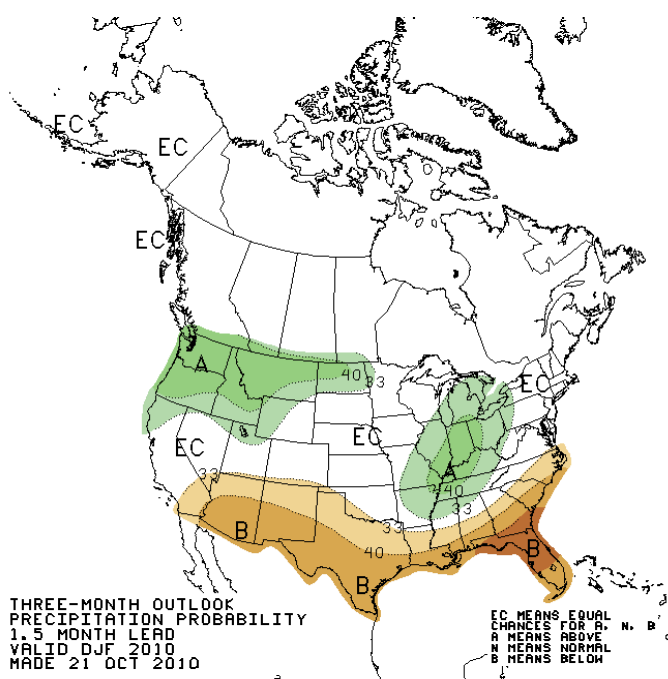 EC
EC
EC
A
40
33
EC
EC
EC
A
40
33
33
33
40
B
B
B
THREE-MONTH OUTLOOK
PRECIPITATION PROBABILITY
1.5 MONTH LEAD
VALID DJF 2010
MADE 21 OCT 2010
EC MEANS EQUAL
CHANCES FOR A, N, B
A MEANS ABOVE
N MEANS NORMAL
B MEANS BELOW